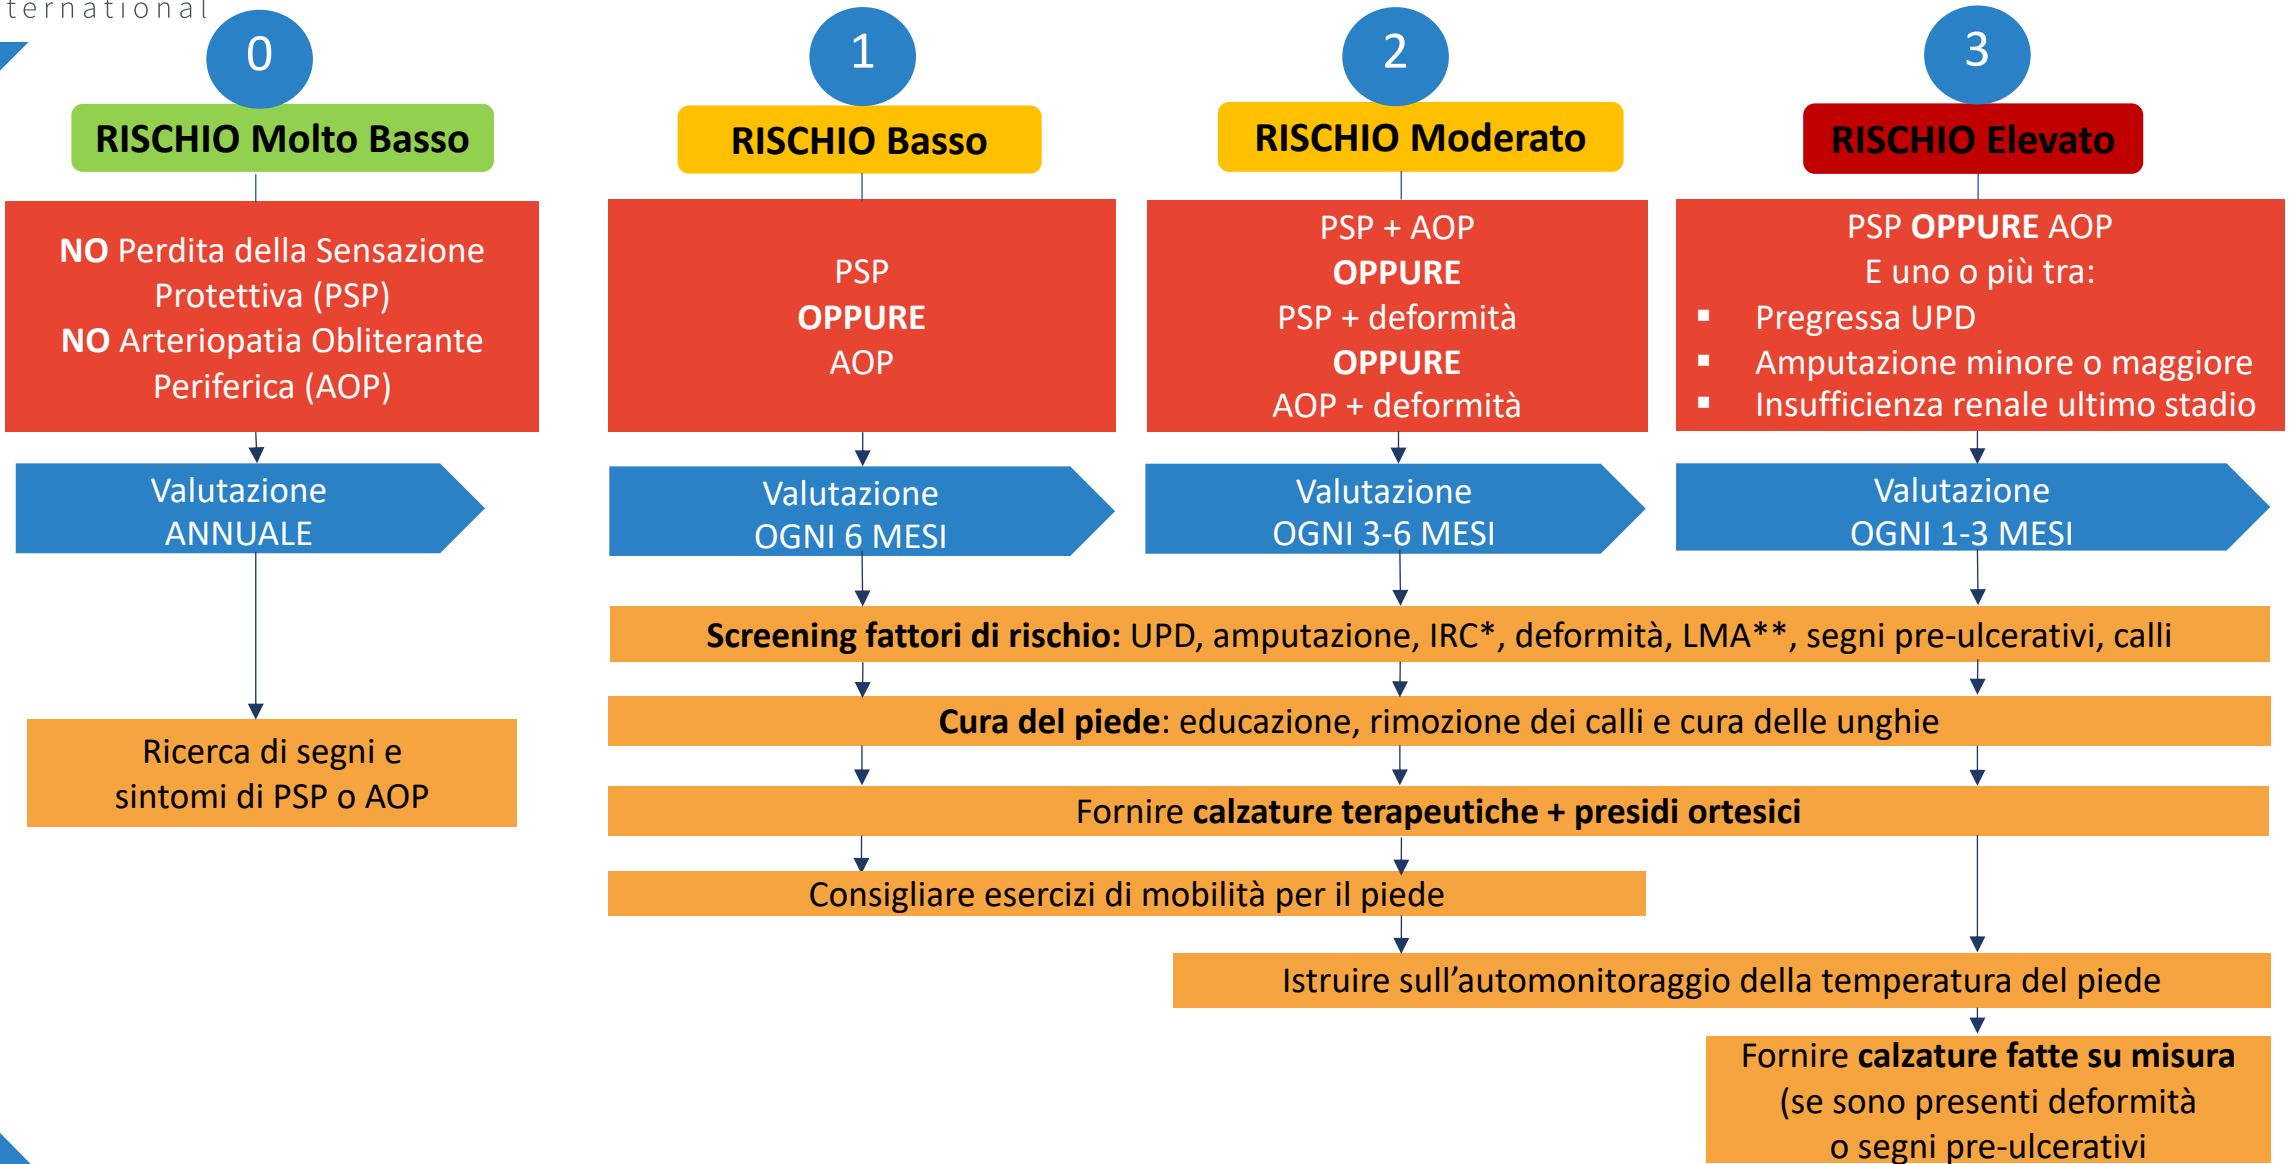 ternational
0
RISCHIO Molto Basso
NO Perdita della Sensazione
Protettiva (PSP)
NO Arteriopatia Obliterante
Periferica (AOP)
Valutazione
ANNUALE
Ricerca di segni e
sintomi di PSP o AOP
1
RISCHIO Basso
PSP
OPPURE
AOP
Valutazione
OGNI 6 MESI
2
RISCHIO Moderato
PSP + AOP
OPPURE
PSP + deformità
OPPURE
AOP + deformità
Valutazione
OGNI 3-6 MESI
3
RISCHIO Elevato
PSP OPPURE AOP
E uno o più tra:
▪ Pregressa UPD
▪ Amputazione minore o maggiore
▪ Insufficienza renale ultimo stadio
Valutazione
OGNI 1-3 MESI
Screening fattori di rischio: UPD, amputazione, IRC*, deformità, LMA**, segni pre-ulcerativi, calli
Cura del piede: educazione, rimozione dei calli e cura delle unghie
Fornire calzature terapeutiche + presidi ortesici
Consigliare esercizi di mobilità per il piede
Istruire sull’automonitoraggio della temperatura del piede
Fornire calzature fatte su misura
(se sono presenti deformità
o segni pre-ulcerativi